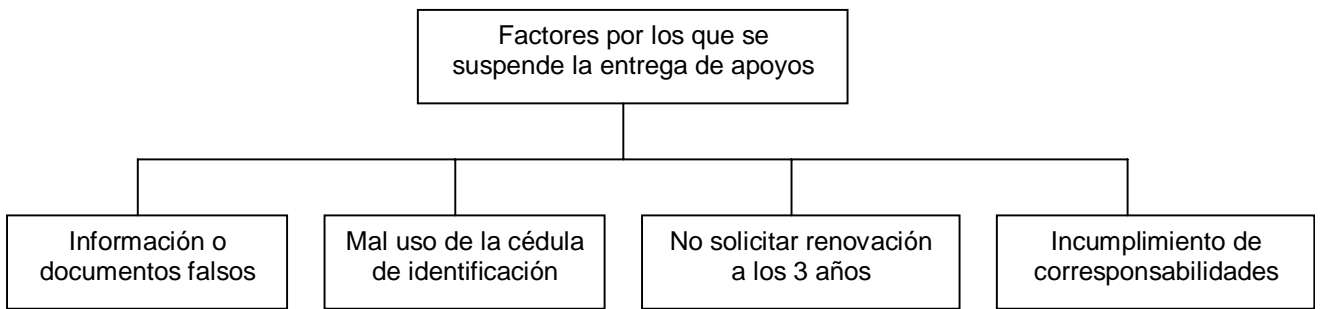 Factores por los que se
suspende la entrega de apoyos
Información o
documentos falsos
Mal uso de la cédula
de identificación
No solicitar renovación
a los 3 años
Incumplimiento de
corresponsabilidades